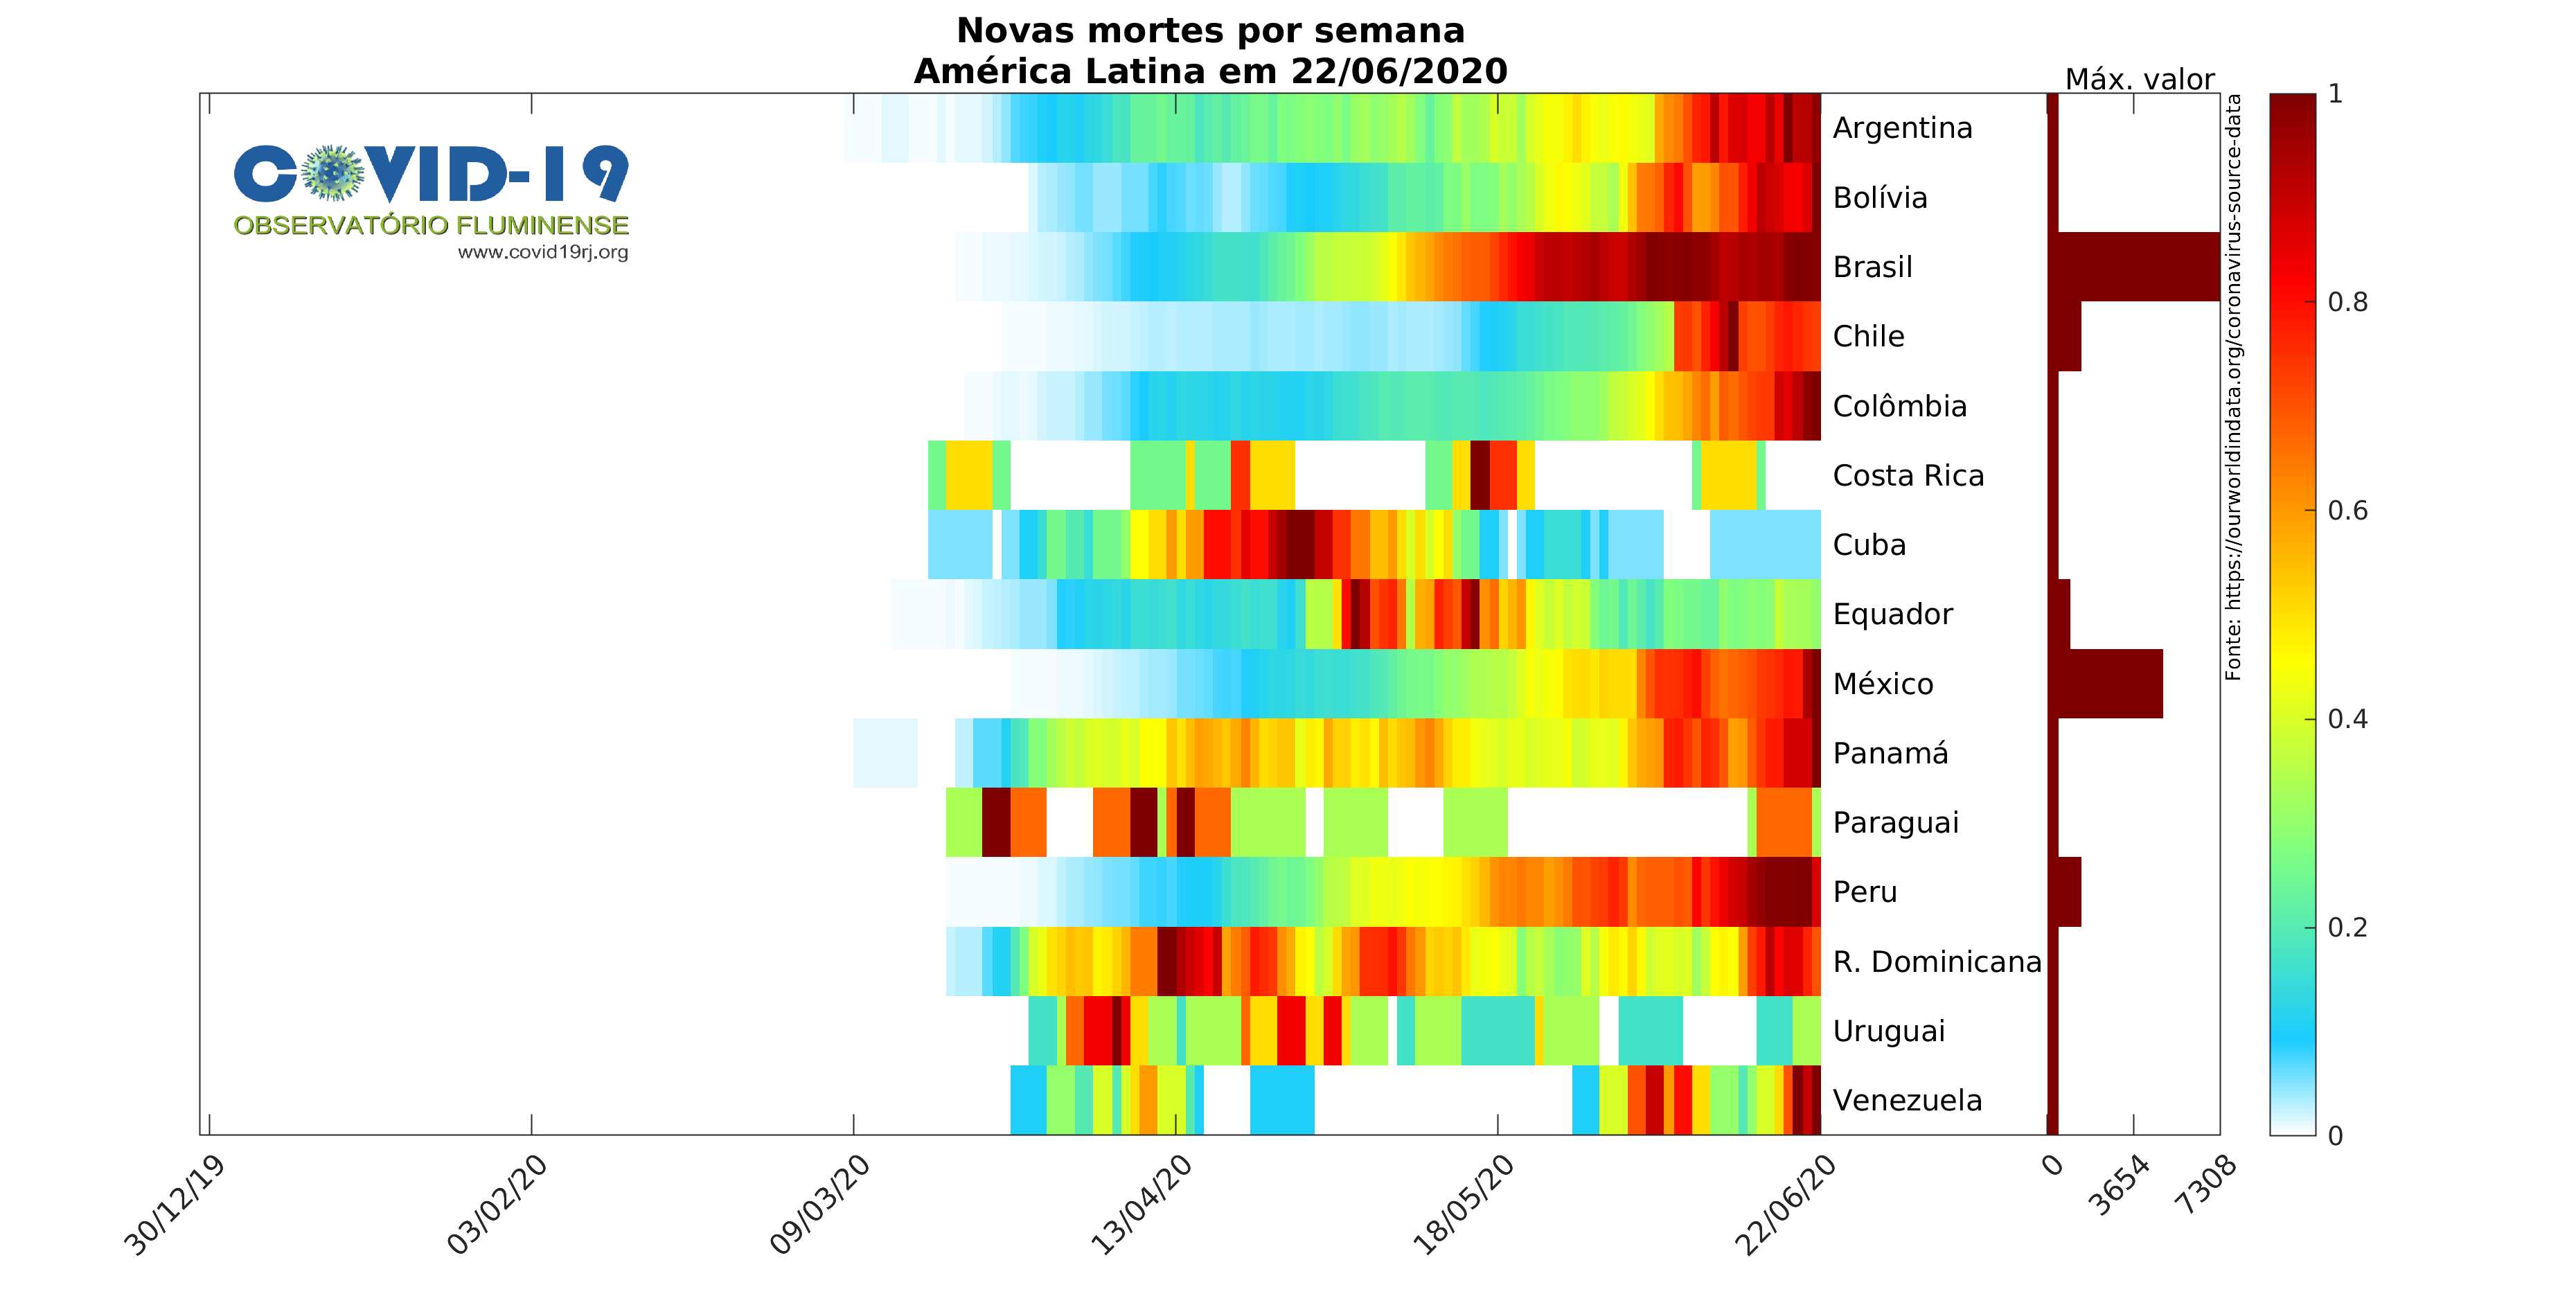 Novas mortes por semana
América Latina em 22/06/2020
Máx. valor
COVID-19
OBSERVATÓRIO FLUMINENSE
www.covid19rj.org
Argentina
Bolívia
Brasil
Chile
Colômbia
Costa Rica
Cuba
Equador
México
Panamá
Paraguai
Peru
R. Dominicana
Uruguai
Venezuela
30/12/19
03/02/20
09/03/20
13/04/20
18/05/20
22/06/20
0
3654
7308
Fonte: https://ourworldindata.org/coronavirus-source-data
1
0.8
0.6
0.4
0.2
0